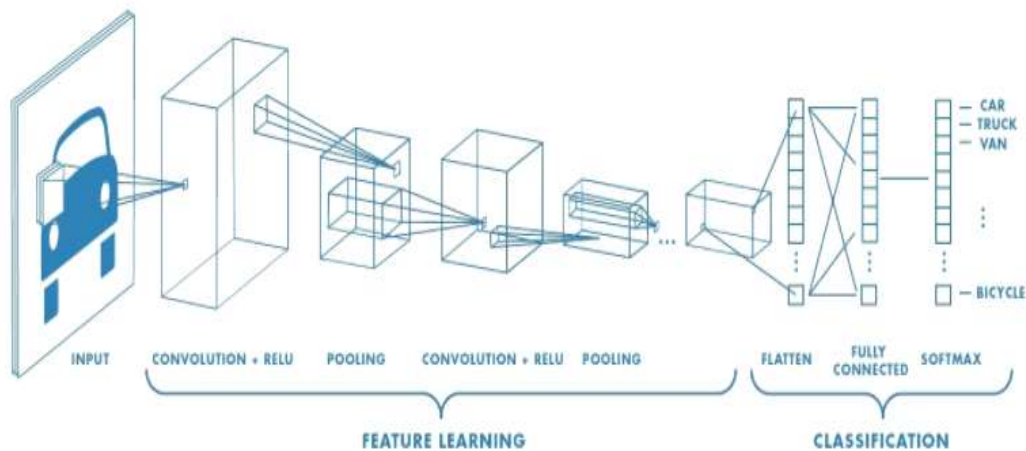 CAR
TRUCK
VAN
BICYCLE
INPUT
CONVOLUTION + RELU
POOLING
CONVOLUTION + RELU
POOLING
FLATTEN
FULLY
CONNECTED
SOFTMAX
FEATURE LEARNING
CLASSIFICATION